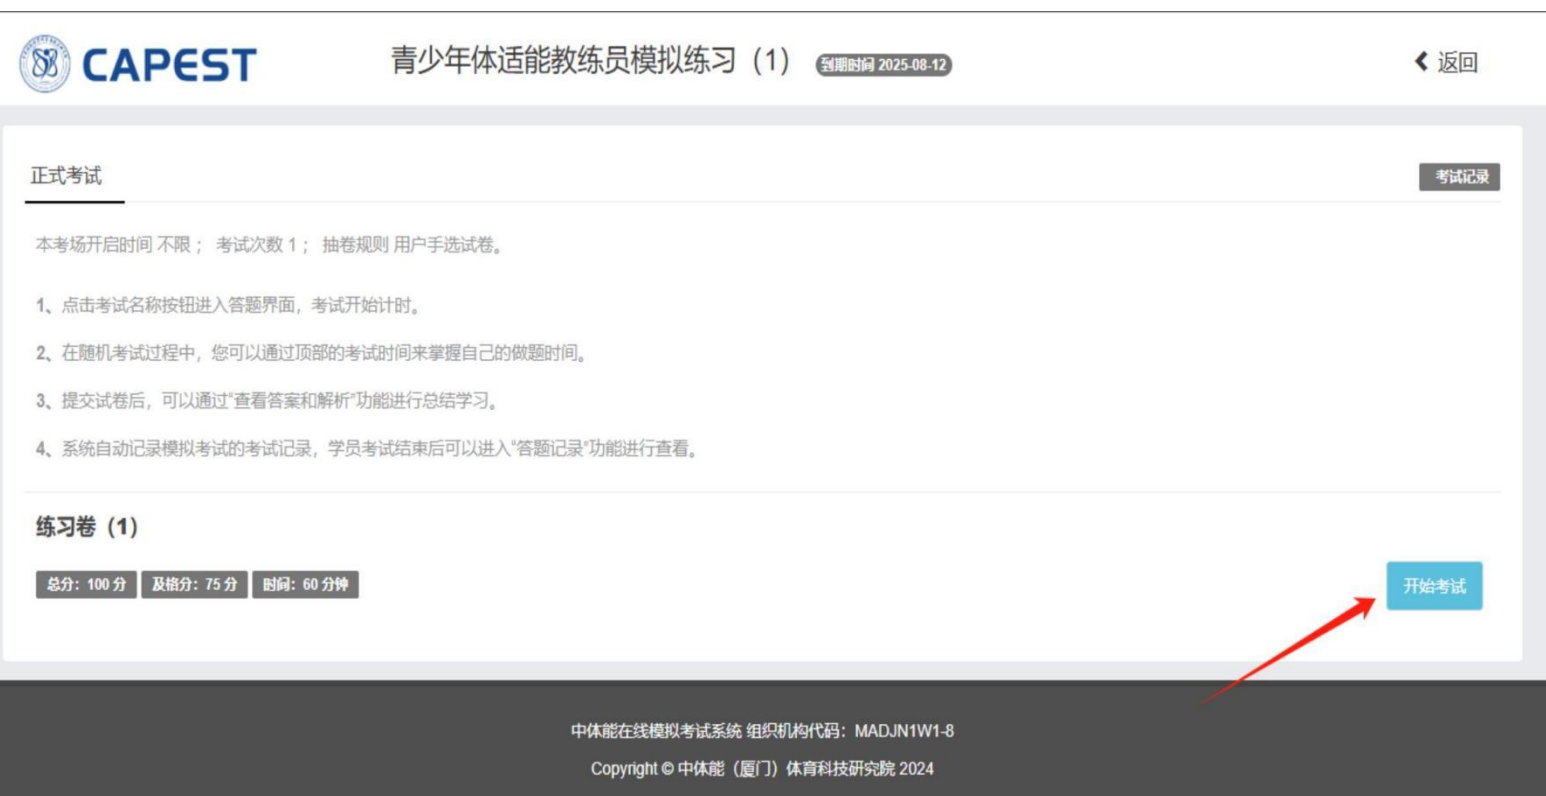 CAPEST
青少年体适能教练员模拟练习（1） 到期时间 2025-08-12
返回
正式考试
考试记录
本考场开启时间 不限； 考试次数 1； 抽卷规则 用户手选试卷。
1、点击考试名称按钮进入答题界面，考试开始计时。
2、在随机考试过程中，您可以通过顶部的考试时间来掌握自己的做题时间。
3、提交试卷后，可以通过“查看答案和解析”功能进行总结学习。
4、系统自动记录模拟考试的考试记录，学员考试结束后可以进入“答题记录”功能进行查看。
练习卷（1）
总分：100 分 及格分：75 分 时间：60 分钟
开始考试
中体能在线模拟考试系统 组织机构代码：MADJN1W1-8
Copyright © 中体能（厦门）体育科技研究院 2024